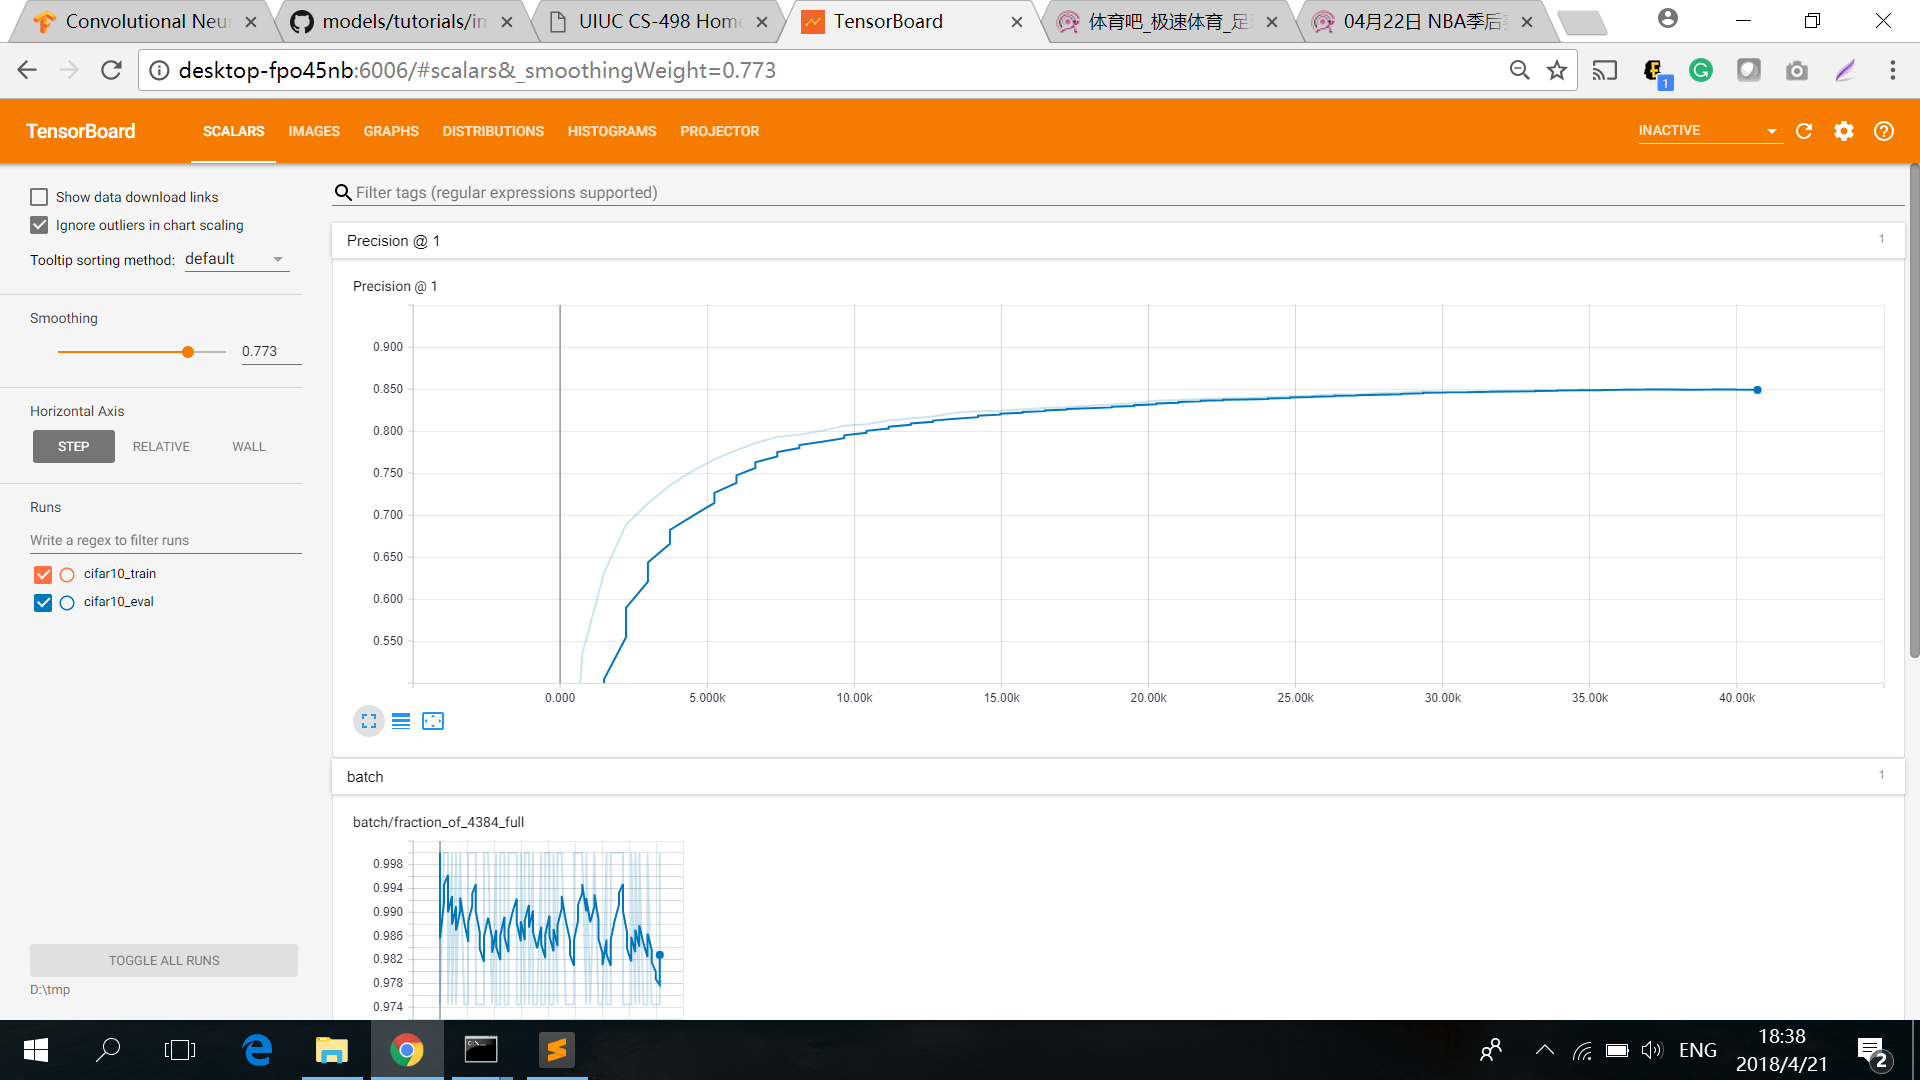 Convolutional Neu
models/tutorials/im
UIUC CS-498 Home
TensorBoard
体育吧_极速体育_足
04月22日 NBA季后
desktop-fpo45nb:6006/#scalars&_smoothingWeight=0.773
1
TensorBoard
SCALARS
IMAGES
GRAPHS
DISTRIBUTIONS
HISTOGRAMS
PROJECTOR
INACTIVE
Show data download links
Ignore outliers in chart scaling
Tooltip sorting method: default
Smoothing
0.773
Horizontal Axis
STEP
RELATIVE
WALL
Runs
Write a regex to filter runs
cifar10_train
cifar10_eval
TOGGLE ALL RUNS
D:\tmp
Filter tags (regular expressions supported)
Precision @ 1
1
Precision @ 1
0.900
0.850
0.800
0.750
0.700
0.650
0.600
0.550
0.000
5.000k
10.00k
15.00k
20.00k
25.00k
30.00k
35.00k
40.00k
batch
1
batch/fraction_of_4384_full
0.998
0.994
0.990
0.986
0.982
0.978
0.974
ENG
18:38
2018/4/21
2